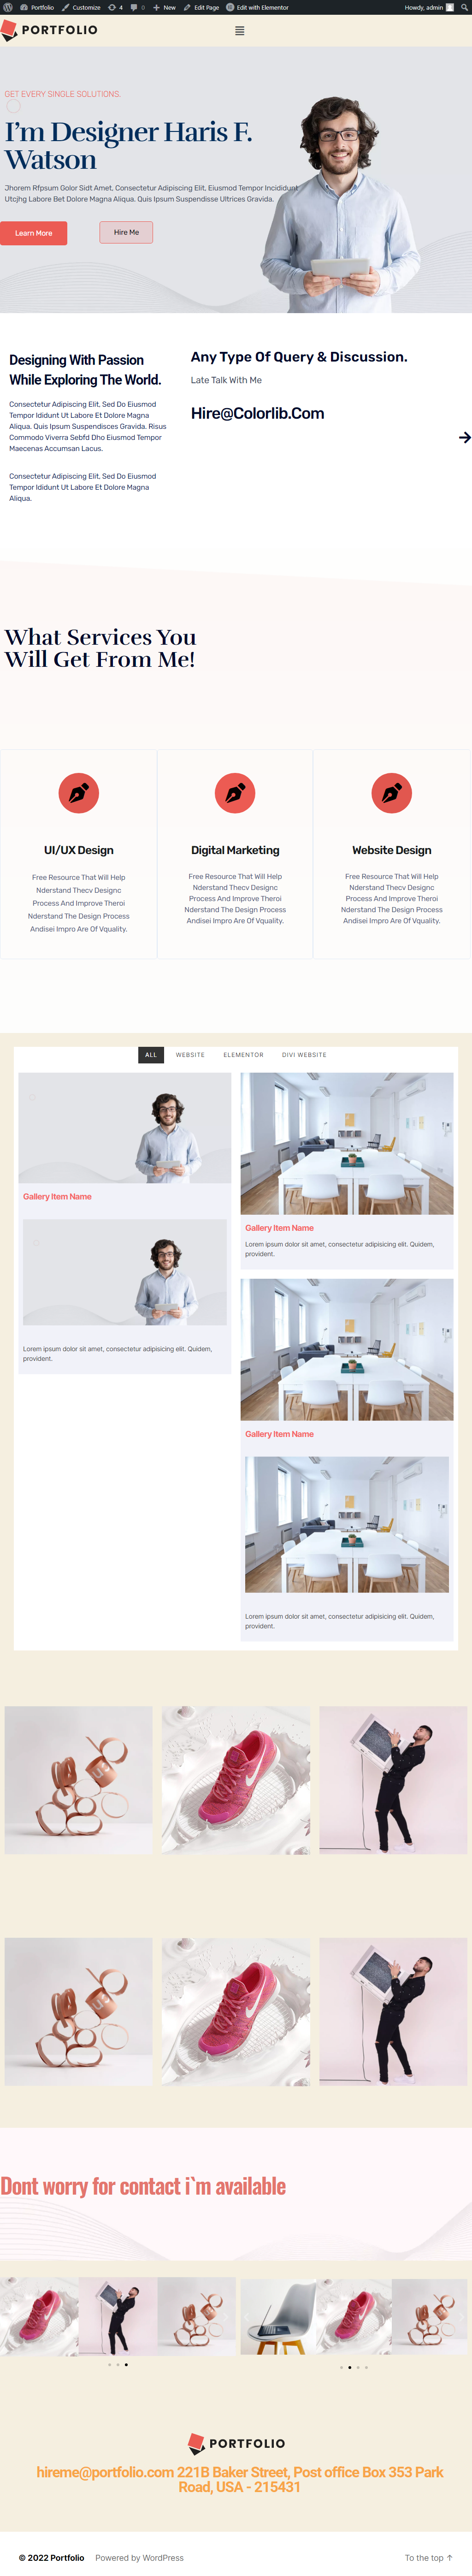 Portfolio Customize 4 0 New Edit Page Edit with Elementor Howdy, admin
PORTFOLIO
GET EVERY SINGLE SOLUTIONS.
I'm Designer Haris F.
Watson
Jhorem Rfpsum Golor Sidt Amet, Consectetur Adipiscing Elit, Eiusmod Tempor Incididunt
Utcjhg Labore Bet Dolore Magna Aliqua. Quis Ipsum Suspendisse Ultrices Gravida.
Learn More
Hire Me
Designing With Passion
While Exploring The World.
Consectetur Adipiscing Elit, Sed Do Eiusmod
Tempor Ididunt Ut Labore Et Dolore Magna
Aliqua. Quis Ipsum Suspendisces Gravida. Risus
Commodo Viverra Sebfd Dho Eiusmod Tempor
Maecenas Accumsan Lacus.
Consectetur Adipiscing Elit, Sed Do Eiusmod
Tempor Ididunt Ut Labore Et Dolore Magna
Aliqua.
Any Type Of Query & Discussion.
Late Talk With Me
Hire@Colorlib.Com
What Services You
Will Get From Me!
UI/UX Design
Free Resource That Will Help
Nderstand Thecv Designc
Process And Improve Theroi
Nderstand The Design Process
Andisei Impro Are Of Vquality.
Digital Marketing
Free Resource That Will Help
Nderstand Thecv Designc
Process And Improve Theroi
Nderstand The Design Process
Andisei Impro Are Of Vquality.
Website Design
Free Resource That Will Help
Nderstand Thecv Designc
Process And Improve Theroi
Nderstand The Design Process
Andisei Impro Are Of Vquality.
ALL WEBSITE ELEMENTOR DIVI WEBSITE
Gallery Item Name
Lorem ipsum dolor sit amet, consectetur adipisicing elit. Quidem,
provident.
Gallery Item Name
Lorem ipsum dolor sit amet, consectetur adipisicing elit. Quidem,
provident.
Gallery Item Name
Lorem ipsum dolor sit amet, consectetur adipisicing elit. Quidem,
provident.
Dont worry for contact i`m available
PORTFOLIO
hireme@portfolio.com 221B Baker Street, Post office Box 353 Park
Road, USA - 215431
© 2022 Portfolio Powered by WordPress To the top ↑